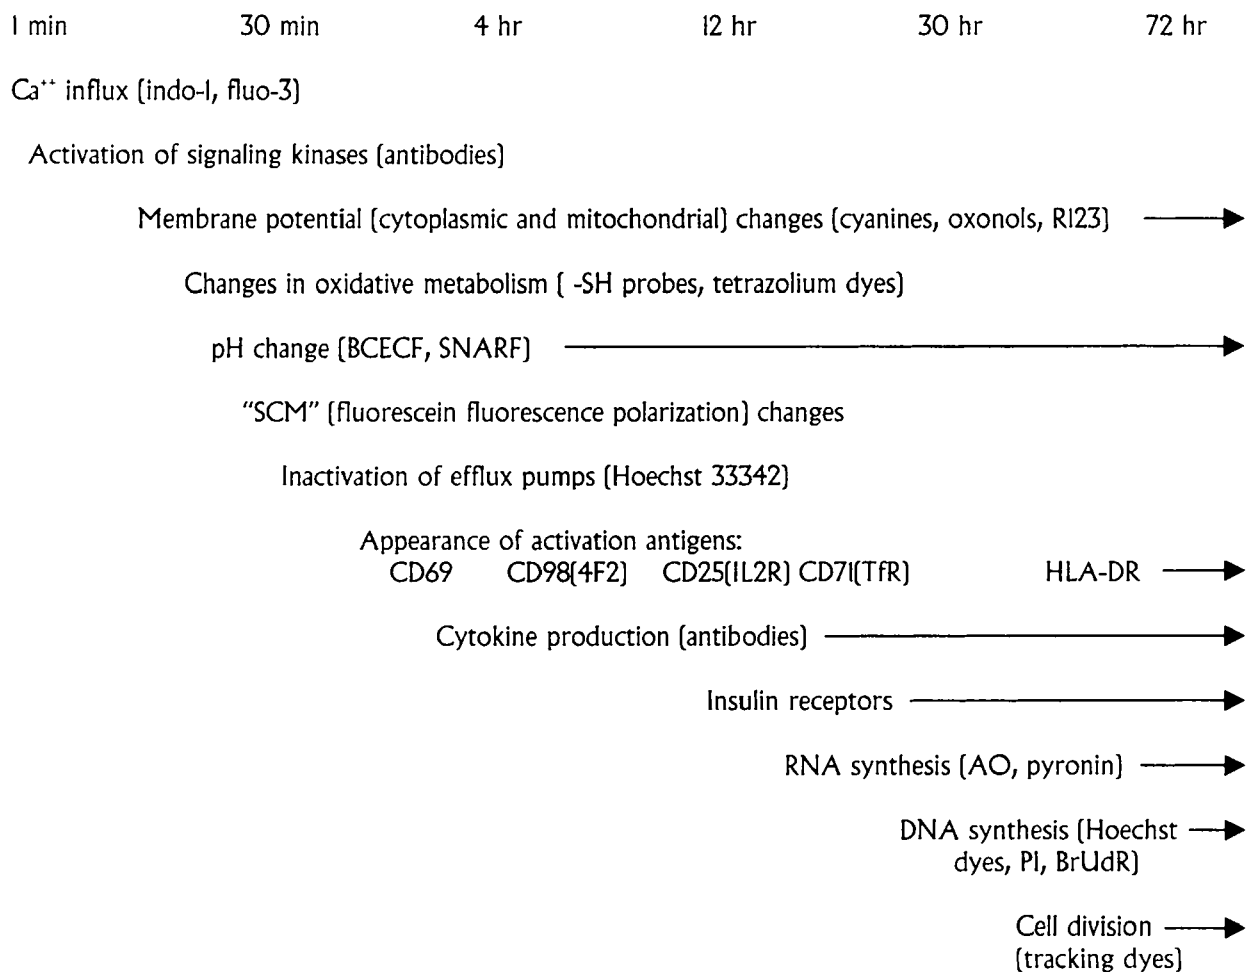 1 min 30 min 4 hr 12 hr 30 hr 72 hr
Ca⁺⁺ influx (indo-1, fluo-3)
Activation of signaling kinases (antibodies)
Membrane potential (cytoplasmic and mitochondrial) changes (cyanines, oxonols, R123)
Changes in oxidative metabolism ( -SH probes, tetrazolium dyes)
pH change (BCECF, SNARF)
"SCM" (fluorescein fluorescence polarization) changes
Inactivation of efflux pumps (Hoechst 33342)
Appearance of activation antigens:
CD69 CD98(4F2) CD25(IL2R) CD71(TfR) HLA-DR
Cytokine production (antibodies)
Insulin receptors
RNA synthesis (AO, pyronin)
DNA synthesis (Hoechst
dyes, PI, BrUdR)
Cell division
(tracking dyes)